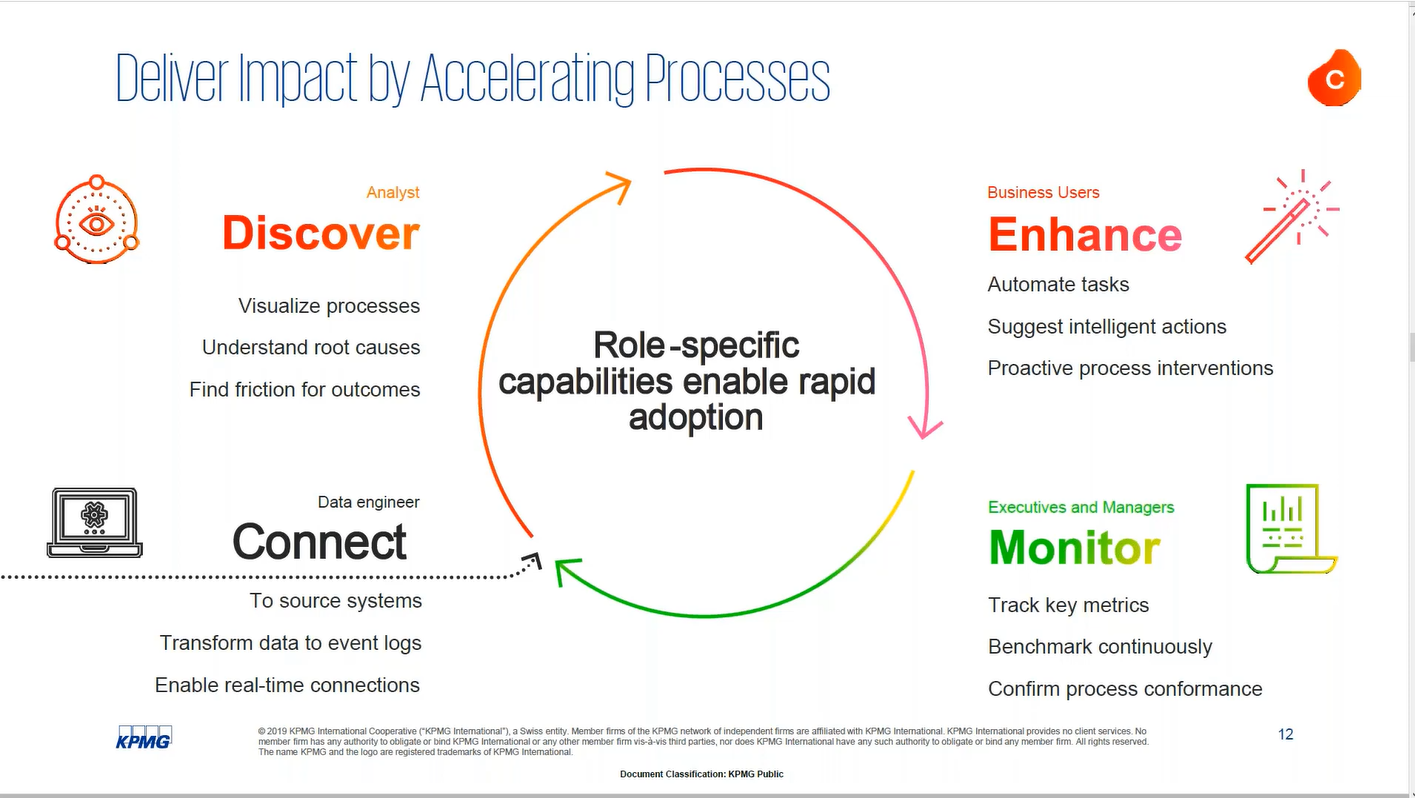 Deliver Impact by Accelerating Processes
C
Analyst
Discover
Visualize processes
Understand root causes
Find friction for outcomes
Business Users
Enhance
Automate tasks
Suggest intelligent actions
Proactive process interventions
Role-specific
capabilities enable rapid
adoption
Data engineer
Connect
To source systems
Transform data to event logs
Enable real-time connections
Executives and Managers
Monitor
Track key metrics
Benchmark continuously
Confirm process conformance
KPMG
© 2019 KPMG International Cooperative (“KPMG International”), a Swiss entity. Member firms of the KPMG network of independent firms are affiliated with KPMG International. KPMG International provides no client services. No
member firm has any authority to obligate or bind KPMG International or any other member firm vis-à-vis third parties, nor does KPMG International have any such authority to obligate or bind any member firm. All rights reserved.
The name KPMG and the logo are registered trademarks of KPMG International.
12
Document Classification: KPMG Public